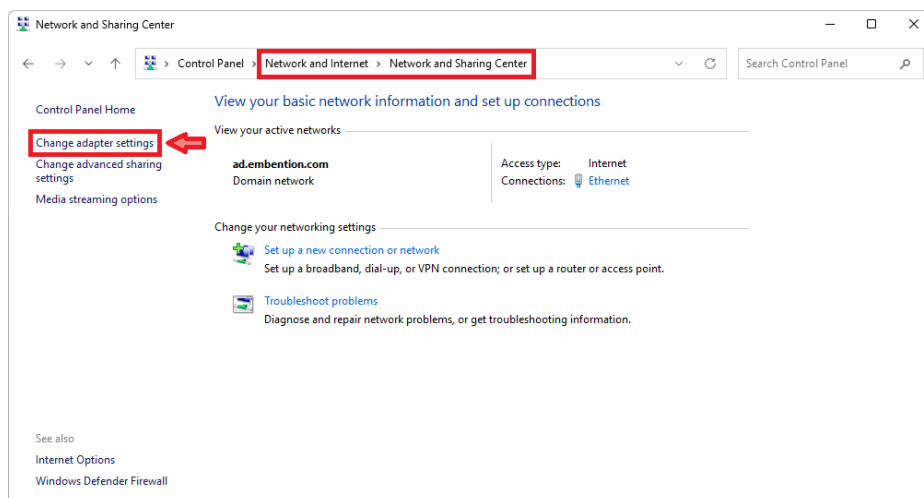 Network and Sharing Center
Control Panel > Network and Internet > Network and Sharing Center
Search Control Panel
Control Panel Home
Change adapter settings
Change advanced sharing
settings
Media streaming options
View your basic network information and set up connections
View your active networks
ad.embention.com
Domain network
Access type: Internet
Connections: Ethernet
Change your networking settings
Set up a new connection or network
Set up a broadband, dial-up, or VPN connection; or set up a router or access point.
Troubleshoot problems
Diagnose and repair network problems, or get troubleshooting information.
See also
Internet Options
Windows Defender Firewall